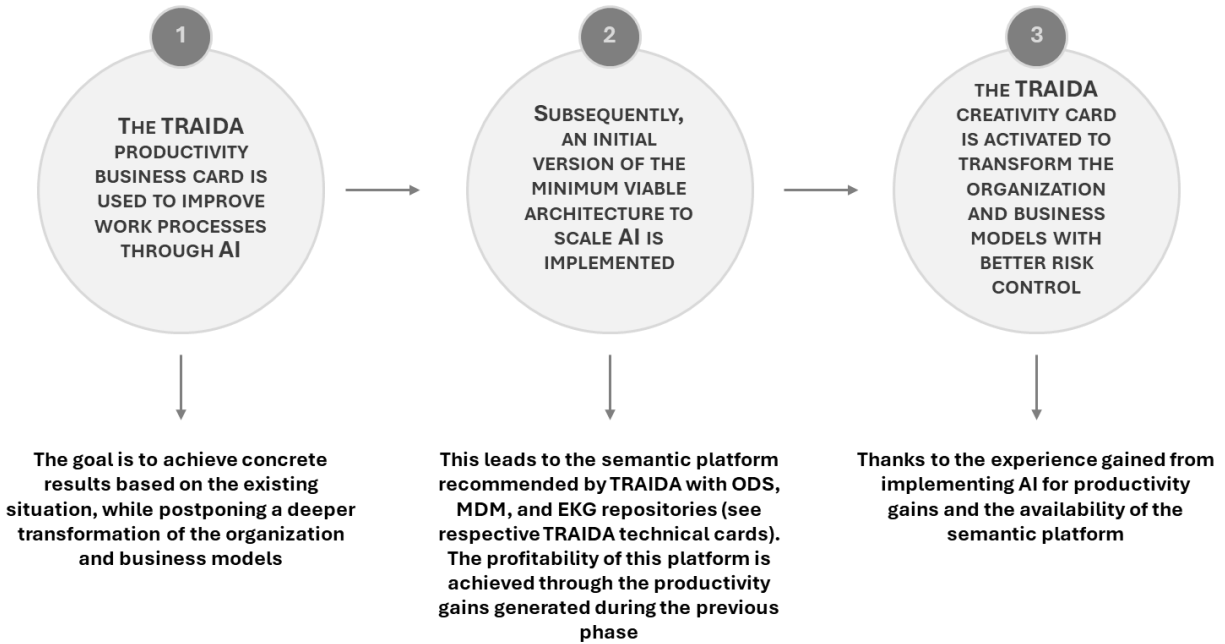 1
THE TRAIDA
PRODUCTIVITY
BUSINESS CARD IS
USED TO IMPROVE
WORK PROCESSES
THROUGH AI
The goal is to achieve concrete
results based on the existing
situation, while postponing a deeper
transformation of the organization
and business models
2
SUBSEQUENTLY,
AN INITIAL
VERSION OF THE
MINIMUM VIABLE
ARCHITECTURE TO
SCALE AI IS
IMPLEMENTED
This leads to the semantic platform
recommended by TRAIDA with ODS,
MDM, and EKG repositories (see
respective TRAIDA technical cards).
The profitability of this platform is
achieved through the productivity
gains generated during the previous
phase
3
THE TRAIDA
CREATIVITY CARD
IS ACTIVATED TO
TRANSFORM THE
ORGANIZATION
AND BUSINESS
MODELS WITH
BETTER RISK
CONTROL
Thanks to the experience gained from
implementing AI for productivity
gains and the availability of the
semantic platform